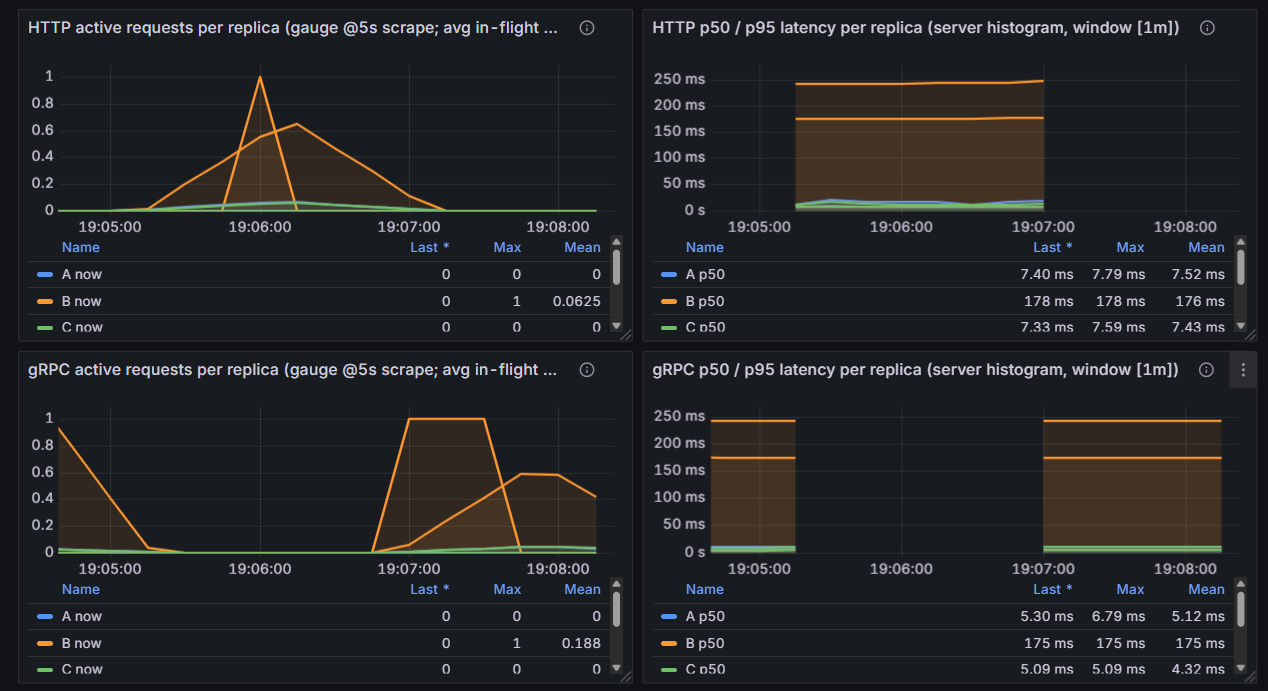 HTTP active requests per replica (gauge @5s scrape; avg in-flight ...
1
0.8
0.6
0.4
0.2
0
19:05:00 19:06:00 19:07:00 19:08:00
Name Last * Max Mean
A now 0 0 0
B now 0 1 0.0625
C now 0 0 0
HTTP p50 / p95 latency per replica (server histogram, window [1m])
250 ms
200 ms
150 ms
100 ms
50 ms
0 s
19:05:00 19:06:00 19:07:00 19:08:00
Name Last * Max Mean
A p50 7.40 ms 7.79 ms 7.52 ms
B p50 178 ms 178 ms 176 ms
C p50 7.33 ms 7.59 ms 7.43 ms
gRPC active requests per replica (gauge @5s scrape; avg in-flight ...
1
0.8
0.6
0.4
0.2
0
19:05:00 19:06:00 19:07:00 19:08:00
Name Last * Max Mean
A now 0 0 0
B now 0 1 0.188
C now 0 0 0
gRPC p50 / p95 latency per replica (server histogram, window [1m])
250 ms
200 ms
150 ms
100 ms
50 ms
0 s
19:05:00 19:06:00 19:07:00 19:08:00
Name Last * Max Mean
A p50 5.30 ms 6.79 ms 5.12 ms
B p50 175 ms 175 ms 175 ms
C p50 5.09 ms 5.09 ms 4.32 ms